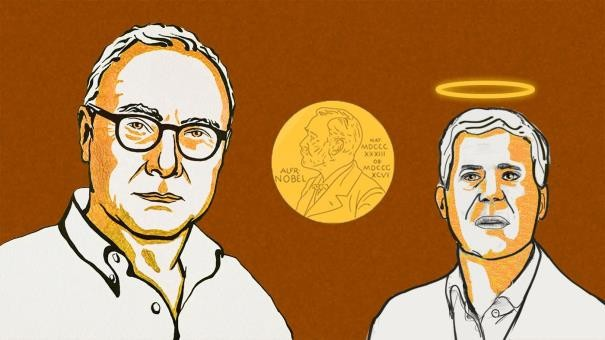 ALFR·
NOBEL
NAT·
MDCCC
XXXIII
OB·
MDCCC
XCVI